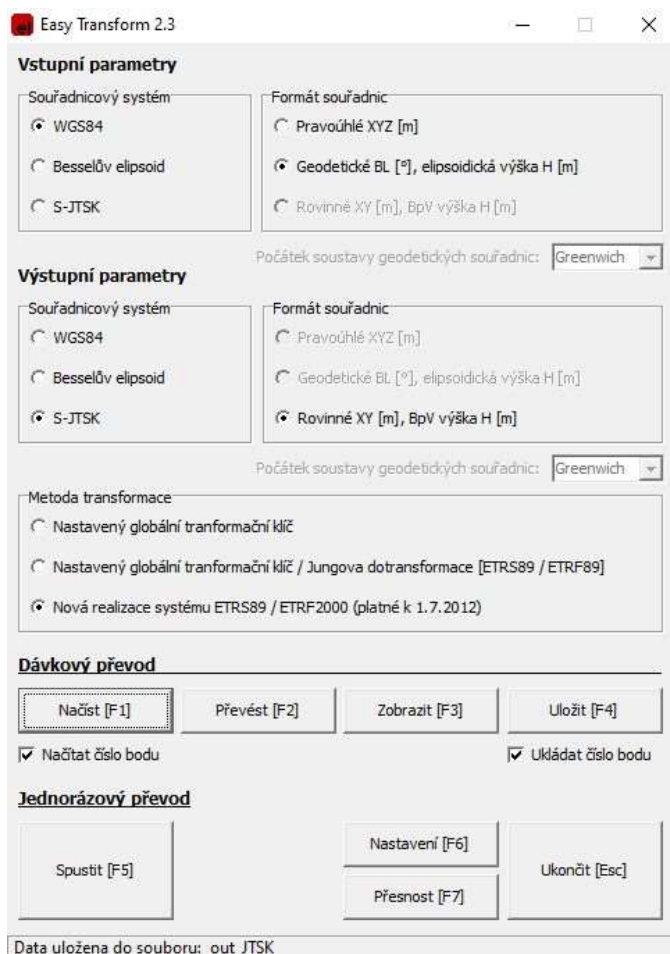 Easy Transform 2.3
Vstupní parametry
Souřadnicový systém
WGS84
Besselův elipsoid
S-JTSK
Formát souřadnic
Pravoúhlé XYZ [m]
Geodetické BL [°], elipsoidická výška H [m]
Rovinné XY [m], BpV výška H [m]
Počátek soustavy geodetických souřadnic: Greenwich
Výstupní parametry
Souřadnicový systém
WGS84
Besselův elipsoid
S-JTSK
Formát souřadnic
Pravoúhlé XYZ [m]
Geodetické BL [°], elipsoidická výška H [m]
Rovinné XY [m], BpV výška H [m]
Počátek soustavy geodetických souřadnic: Greenwich
Metoda transformace
Nastavený globální tranformační klíč
Nastavený globální tranformační klíč / Jungova dotransformace [ETRS89 / ETRF89]
Nová realizace systému ETRS89 / ETRF2000 (platné k 1.7.2012)
Dávkový převod
Načíst [F1] Převést [F2] Zobrazit [F3] Uložit [F4]
Načítat číslo bodu Ukládat číslo bodu
Jednorázový převod
Spustit [F5]
Nastavení [F6]
Přesnost [F7]
Ukončit [Esc]
Data uložena do souboru: out JTSK